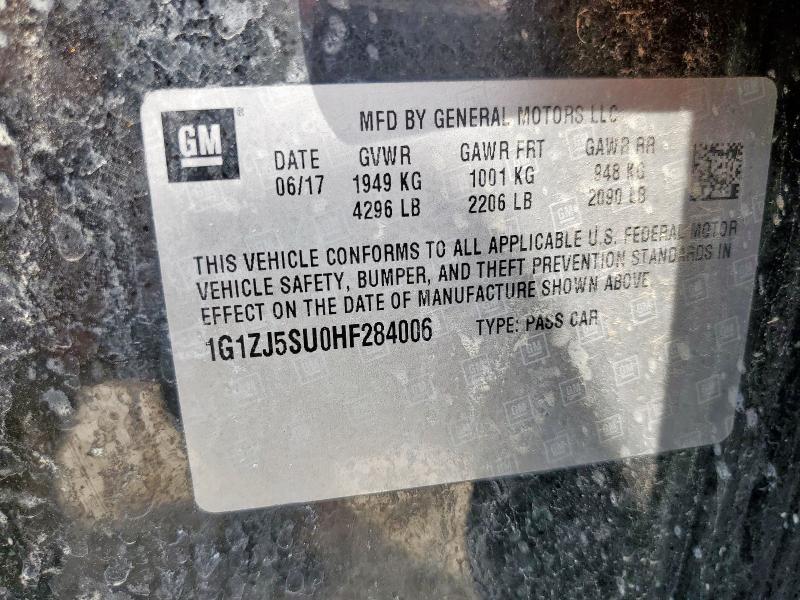 GM
MFD BY GENERAL MOTORS LLC
DATE GVWR GAWR FRT GAWR RR
06/17 1949 KG 1001 KG 948 KG
4296 LB 2206 LB 2090 LB
THIS VEHICLE CONFORMS TO ALL APPLICABLE U.S. FEDERAL MOTOR
VEHICLE SAFETY, BUMPER, AND THEFT PREVENTION STANDARDS IN
EFFECT ON THE DATE OF MANUFACTURE SHOWN ABOVE
1G1ZJ5SU0HF284006 TYPE: PASS CAR